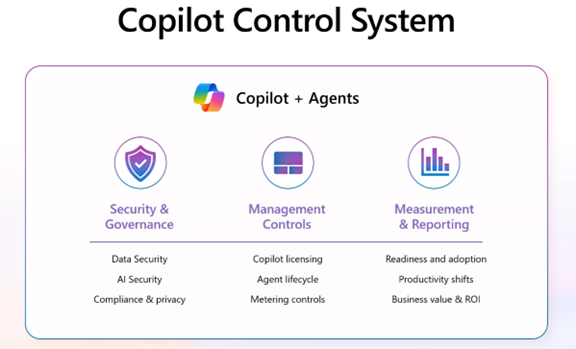 Copilot Control System
Copilot + Agents
Security &
Governance
Data Security
AI Security
Compliance & privacy
Management
Controls
Copilot licensing
Agent lifecycle
Metering controls
Measurement
& Reporting
Readiness and adoption
Productivity shifts
Business value & ROI